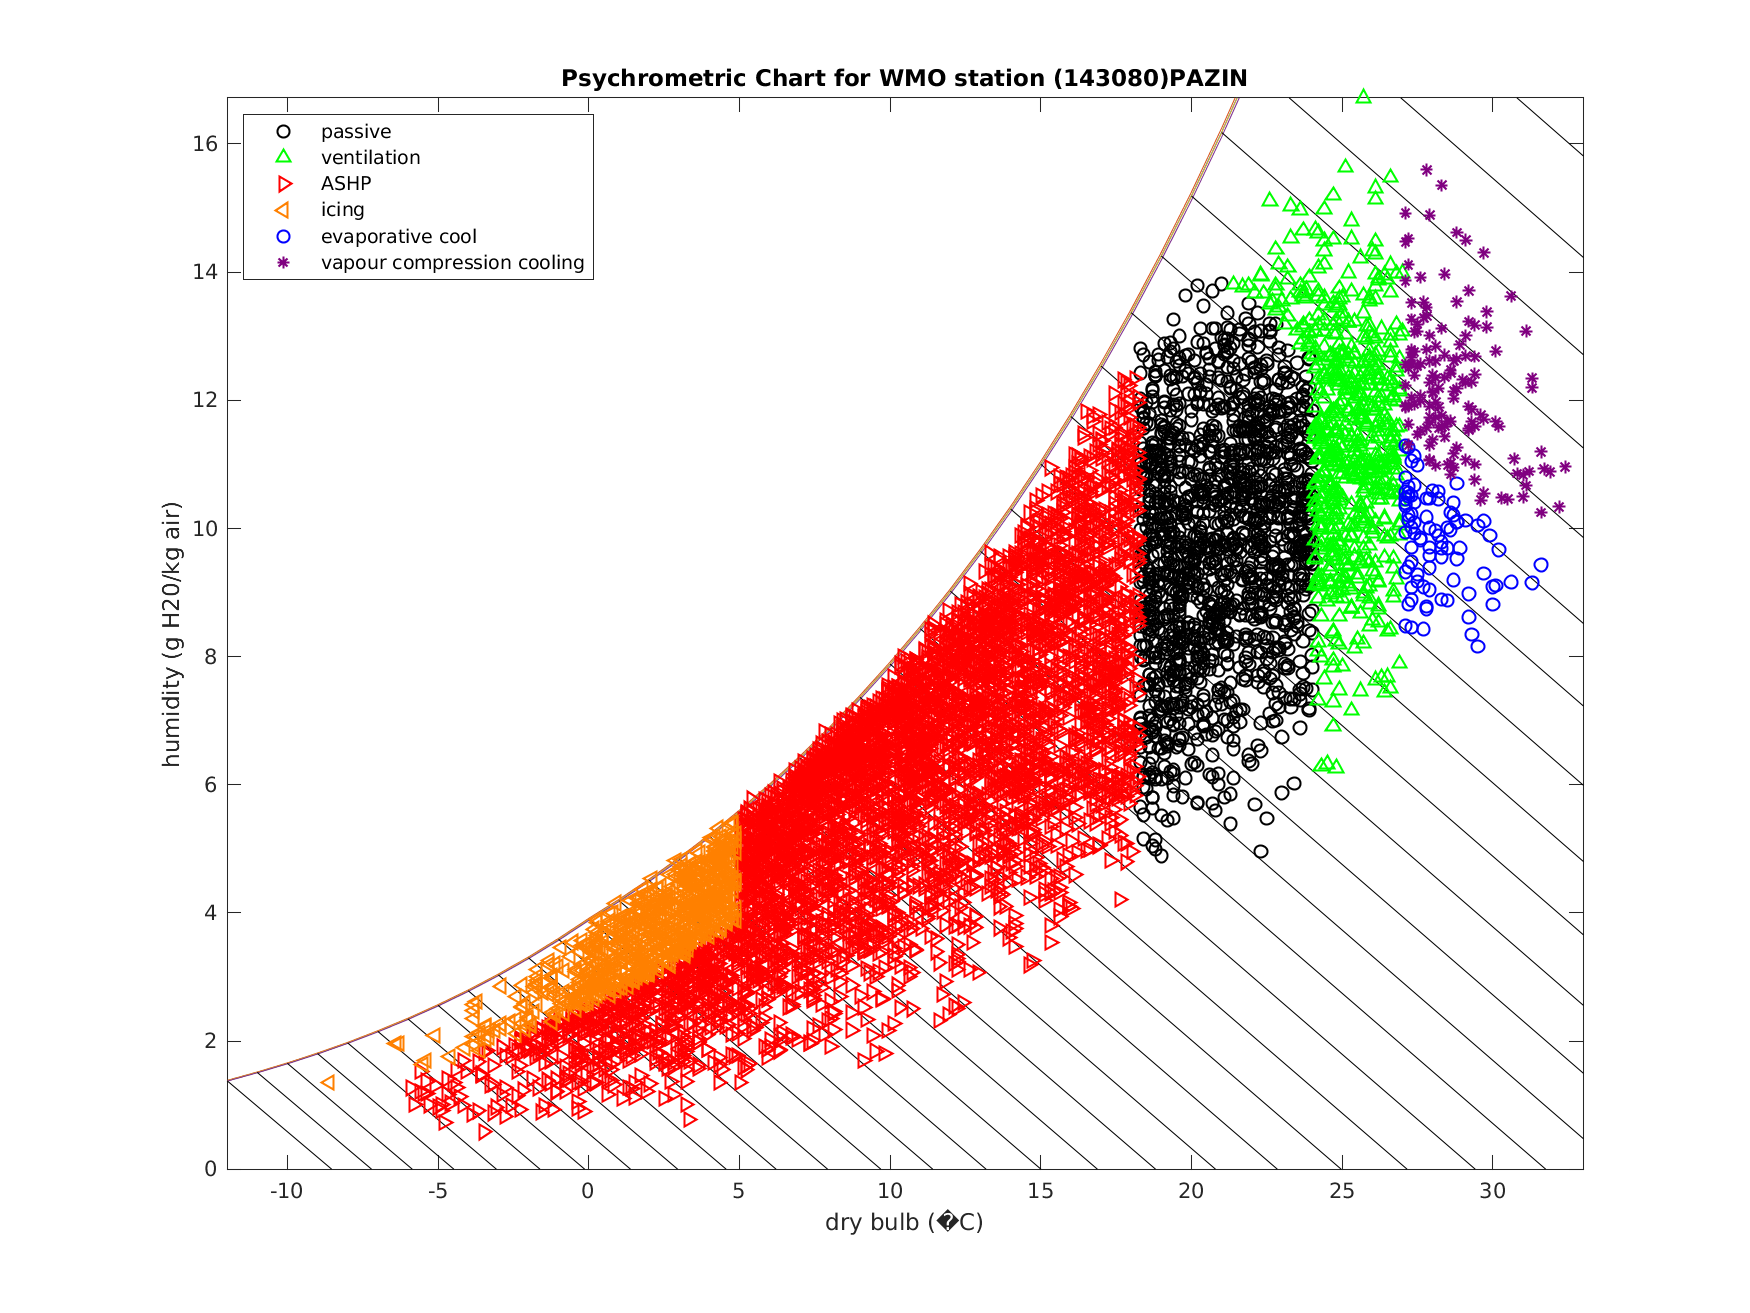 Psychrometric Chart for WMO station (143080)PAZIN
passive
ventilation
ASHP
icing
evaporative cool
vapour compression cooling
16
14
12
10
8
6
4
2
0
humidity (g H20/kg air)
-10 -5 0 5 10 15 20 25 30
dry bulb (�C)